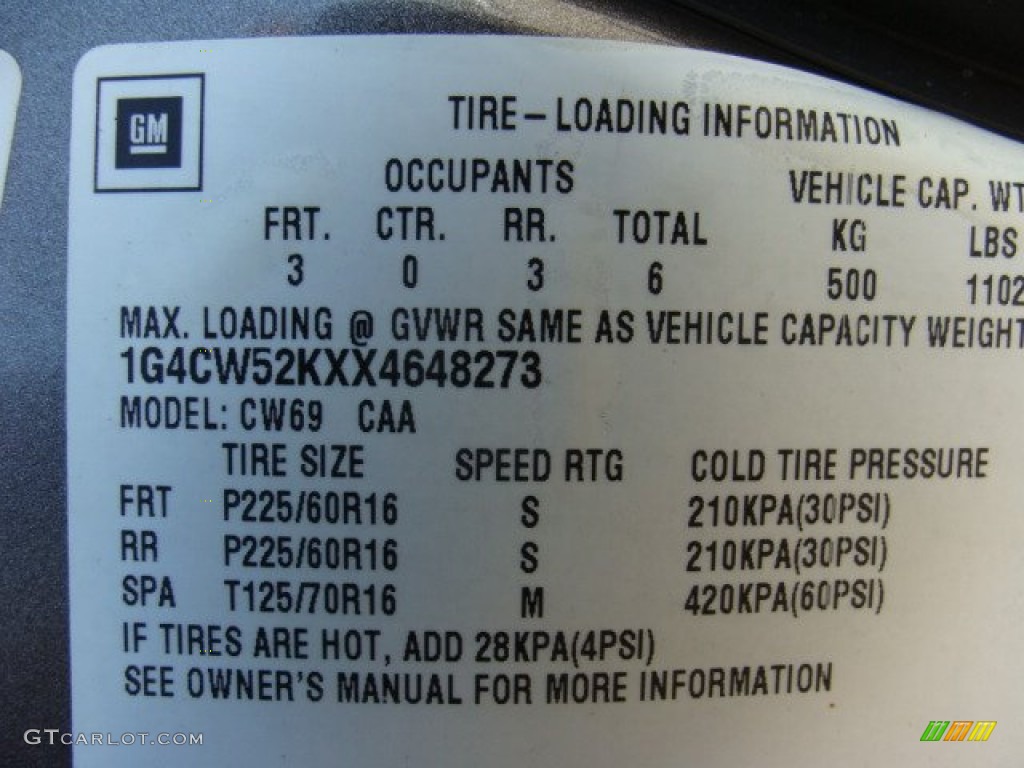 GM
TIRE-LOADING INFORMATION
OCCUPANTS VEHICLE CAP. WT
FRT. CTR. RR. TOTAL KG LBS
3 0 3 6 500 1102
MAX. LOADING @ GVWR SAME AS VEHICLE CAPACITY WEIGHT
1G4CW52KXX4648273
MODEL: CW69 CAA
TIRE SIZE SPEED RTG COLD TIRE PRESSURE
FRT P225/60R16 S 210KPA(30PSI)
RR P225/60R16 S 210KPA(30PSI)
SPA T125/70R16 M 420KPA(60PSI)
IF TIRES ARE HOT, ADD 28KPA(4PSI)
SEE OWNER'S MANUAL FOR MORE INFORMATION
GTCARLOT.COM